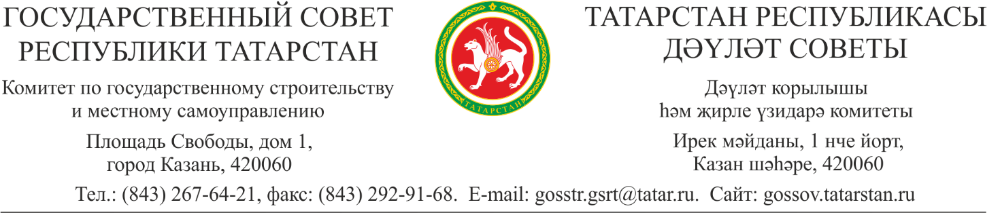 ГОСУДАРСТВЕННЫЙ СОВЕТ
РЕСПУБЛИКИ ТАТАРСТАН
Комитет по государственному строительству
и местному самоуправлению
Площадь Свободы, дом 1,
город Казань, 420060
ТАТАРСТАН
ТАТАРСТАН РЕСПУБЛИКАСЫ
ДӘҮЛӘТ СОВЕТЫ
Дәүләт корылышы
һәм җирле үзидарә комитеты
Ирек мәйданы, 1 нче йорт,
Казан шәһәре, 420060
Тел.: (843) 267-64-21, факс: (843) 292-91-68. E-mail: gosstr.gsrt@tatar.ru. Сайт: gossov.tatarstan.ru